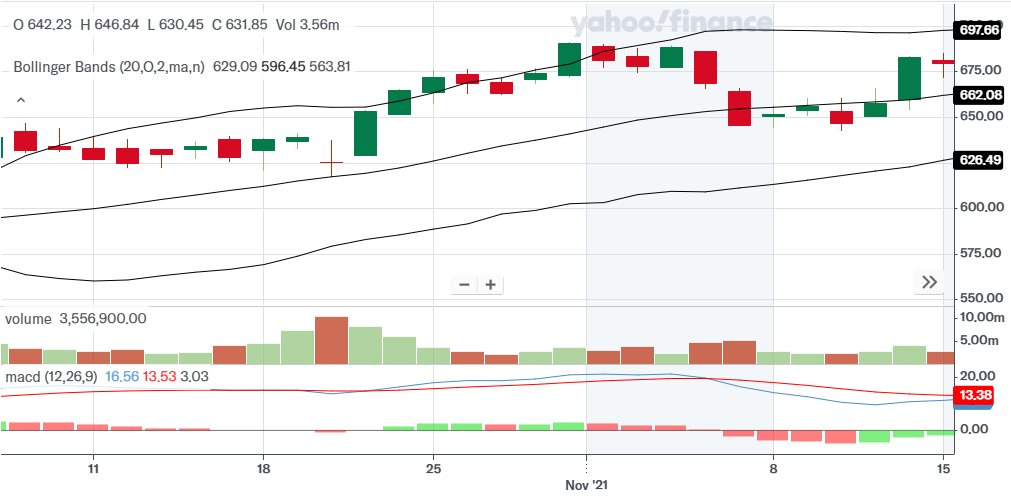 yahoo!finance
O 642.23 H 646.84 L 630.45 C 631.85 Vol 3.56m
697.66
Bollinger Bands (20,O,2,ma,n) 629.09 596.45 563.81
675.00
662.08
650.00
626.49
600.00
575.00
550.00
volume 3,556,900.00
10.00m
5.00m
macd (12,26,9) 16.56 13.53 3.03
20.00
13.38
0.00
11 18 25 8 15
Nov '21